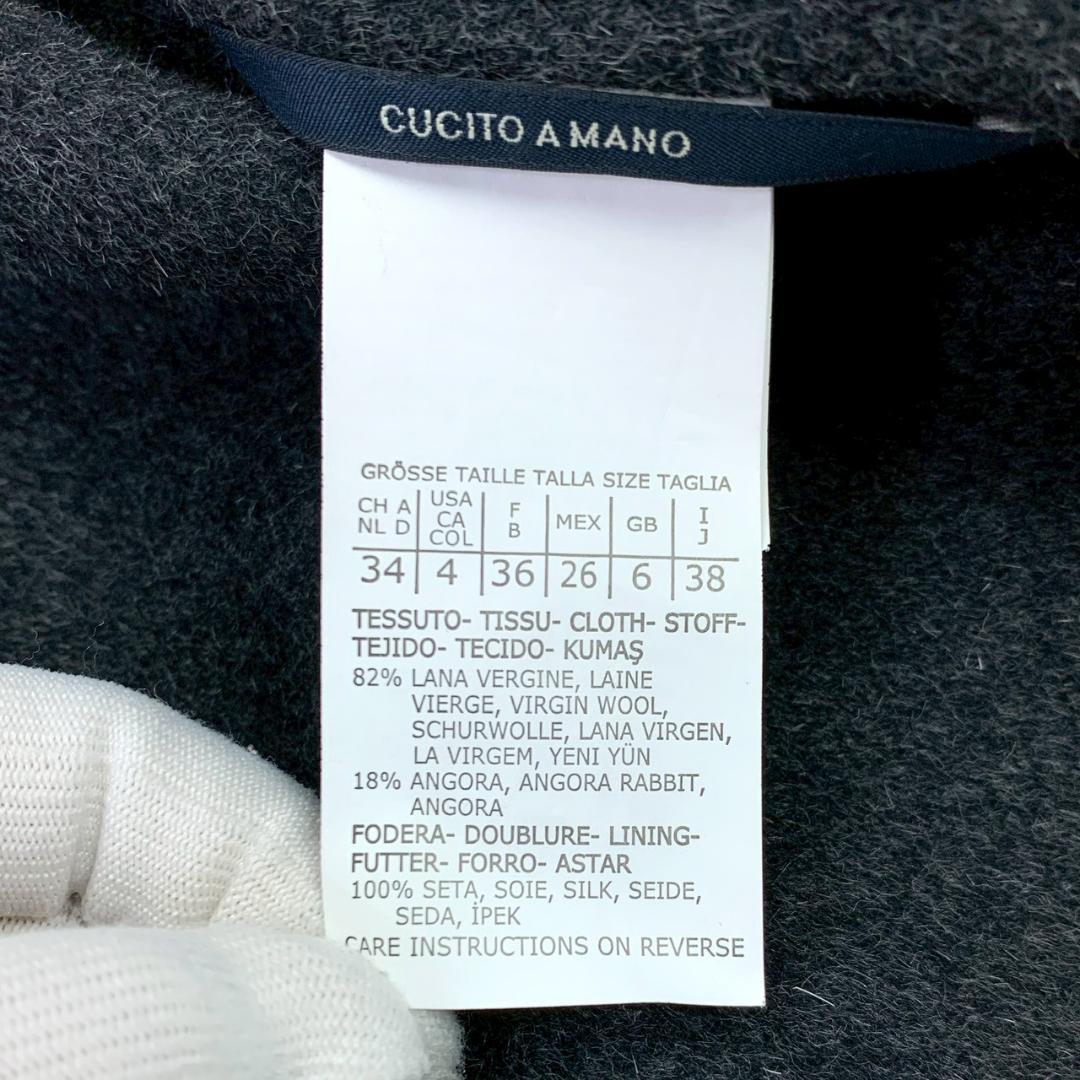 CUCITO A MANO
GRÖSSE TAILLE TALLA SIZE TAGLIA
CH A NL D | USA CA COL | F B | MEX | GB | I J
34 | 4 | 36 | 26 | 6 | 38
TESSUTO- TISSU- CLOTH- STOFF-
TEJIDO- TECIDO- KUMAŞ
82% LANA VERGINE, LAINE
VIERGE, VIRGIN WOOL,
SCHURWOLLE, LANA VIRGEN,
LA VIRGEM, YENI YÜN
18% ANGORA, ANGORA RABBIT,
ANGORA
FODERA- DOUBLURE- LINING-
FUTTER- FORRO- ASTAR
100% SETA, SOIE, SILK, SEIDE,
SEDA, İPEK
CARE INSTRUCTIONS ON REVERSE